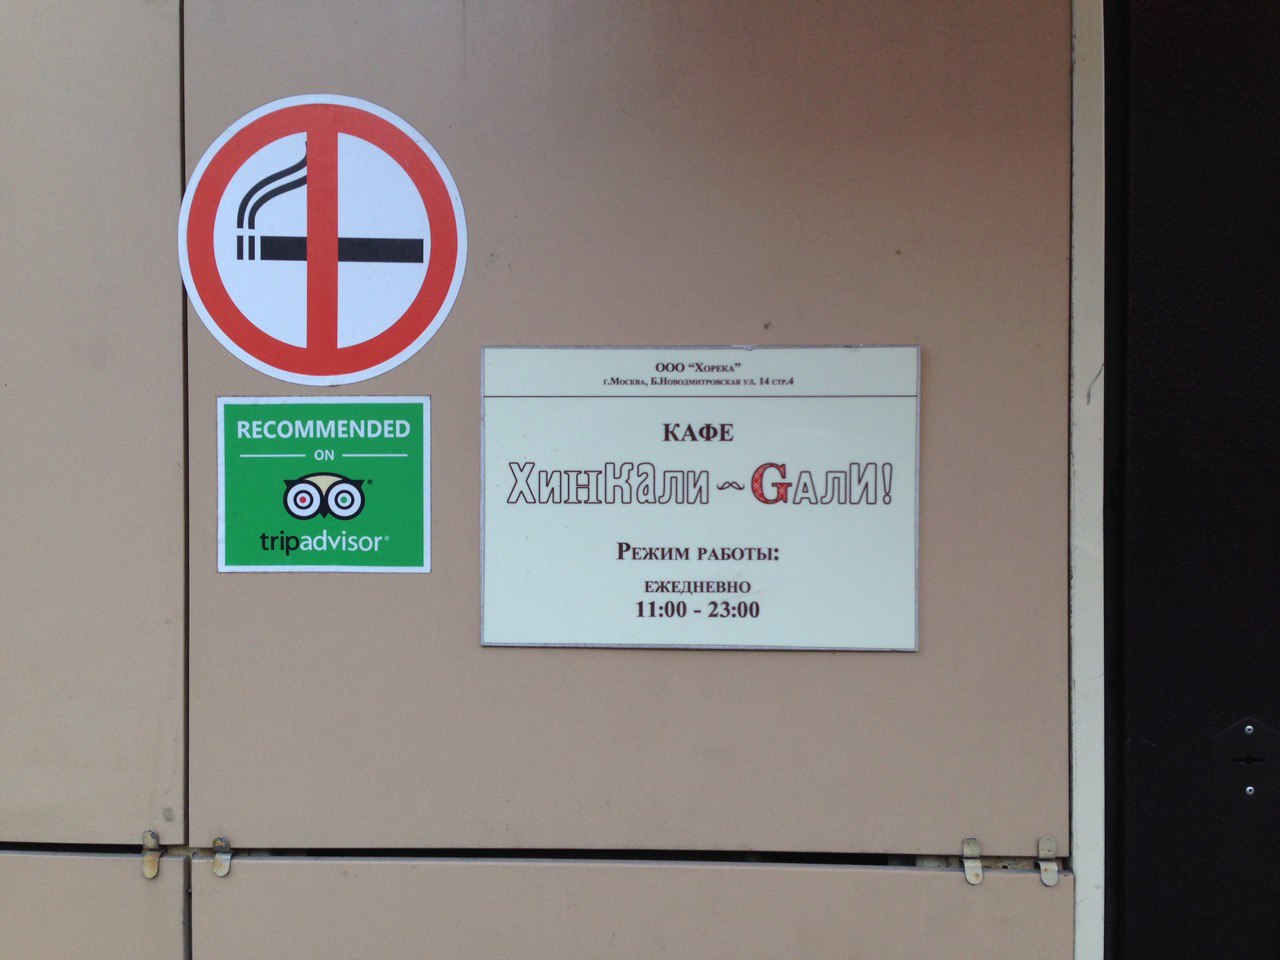 RECOMMENDED
ON
tripadvisor®
ООО "Хорека"
г.Москва, Б.Новодмитровская ул. 14 стр.4
КАФЕ
ХиНКали ~ GалИ!
Режим работы:
ежедневно
11:00 - 23:00